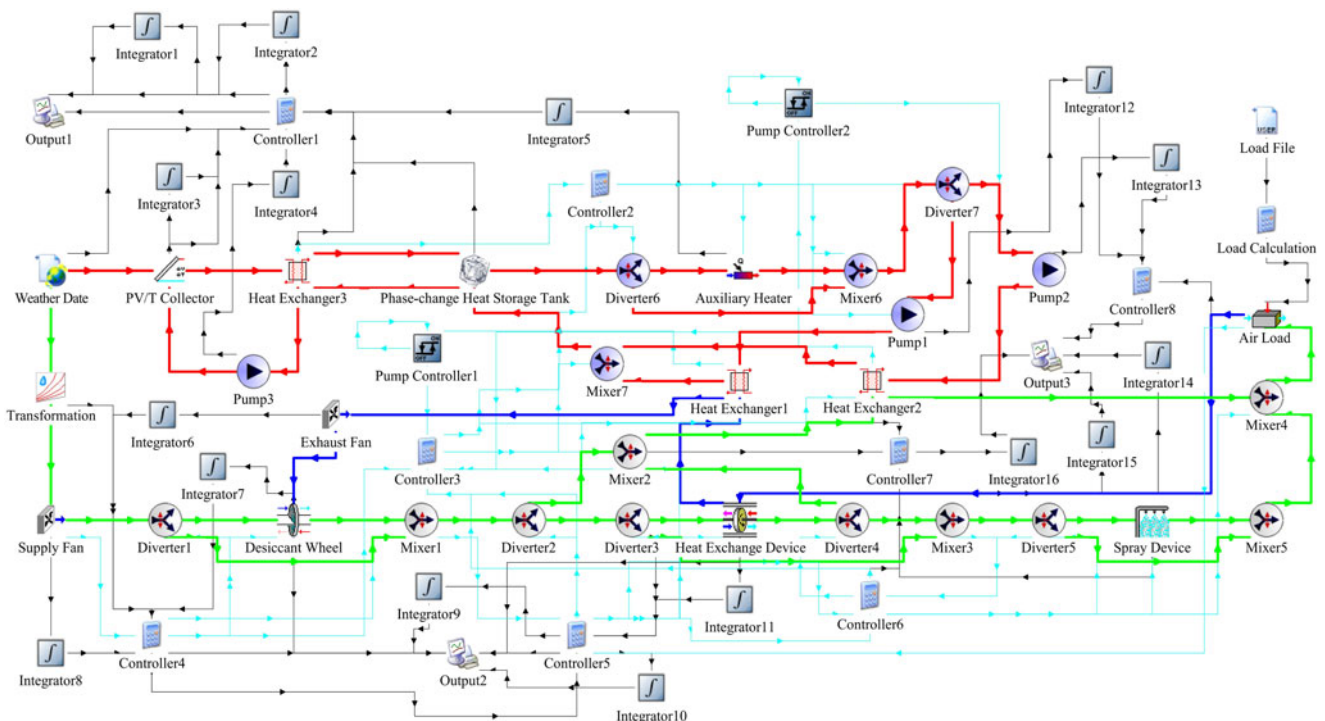 Integrator1
Integrator2
Output1
Controller1
Integrator5
Pump Controller2
Integrator12
USER
Load File
Integrator3
Integrator4
Controller2
Diverter7
Integrator13
Load Calculation
Weather Date
PV/T Collector
Heat Exchanger3
Phase-change Heat Storage Tank
Diverter6
Auxiliary Heater
Mixer6
Pump2
Controller8
Pump1
Air Load
ON
OFF
Pump Controller1
Pump3
Mixer7
Output3
Integrator14
Transformation
Integrator6
Exhaust Fan
Heat Exchanger1
Heat Exchanger2
Mixer4
Integrator7
Controller3
Mixer2
Controller7
Integrator16
Integrator15
Supply Fan
Diverter1
Desiccant Wheel
Mixer1
Diverter2
Diverter3
Heat Exchange Device
Diverter4
Mixer3
Diverter5
Spray Device
Mixer5
Integrator9
Integrator11
Controller6
Integrator8
Controller4
Output2
Controller5
Integrator10